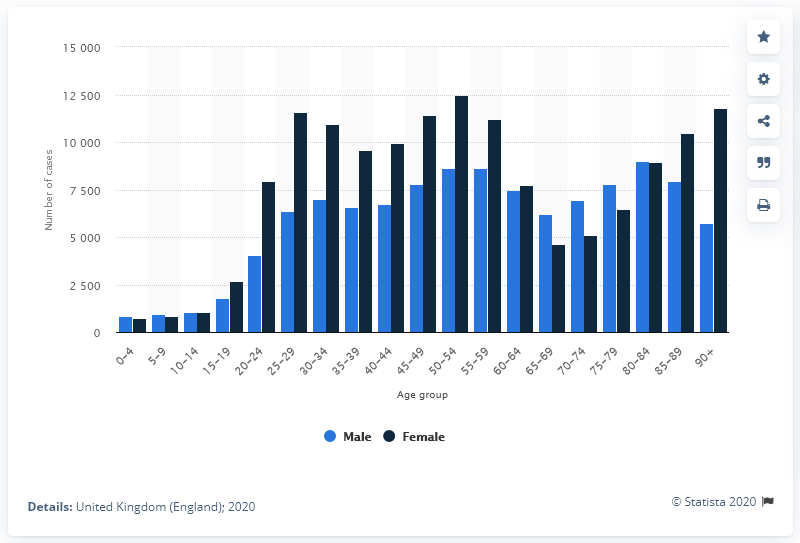 15 000
12 500
10 000
7 500
5 000
2 500
0
Number of cases
0–4 5–9 10–14 15–19 20–24 25–29 30–34 35–39 40–44 45–49 50–54 55–59 60–64 65–69 70–74 75–79 80–84 85–89 90+
Age group
Male Female
Details: United Kingdom (England); 2020
© Statista 2020